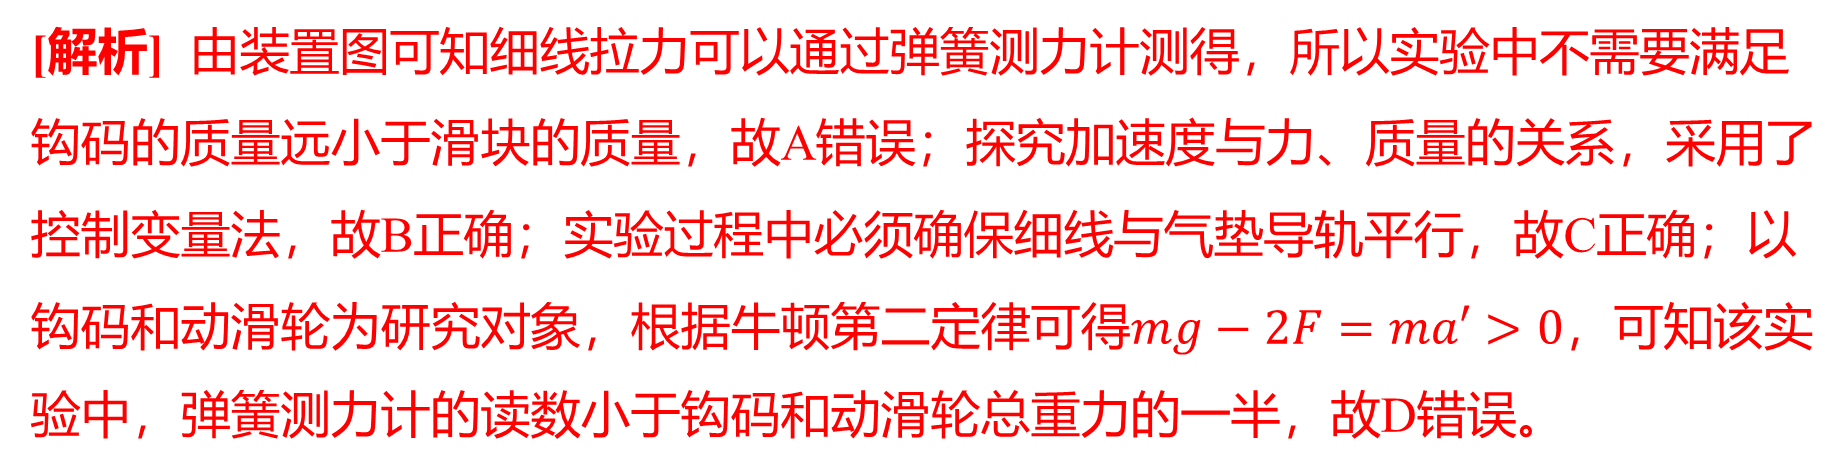 [解析] 由装置图可知细线拉力可以通过弹簧测力计测得，所以实验中不需要满足
钩码的质量远小于滑块的质量，故A错误；探究加速度与力、质量的关系，采用了
控制变量法，故B正确；实验过程中必须确保细线与气垫导轨平行，故C正确；以
钩码和动滑轮为研究对象，根据牛顿第二定律可得mg − 2F = ma′ > 0，可知该实
验中，弹簧测力计的读数小于钩码和动滑轮总重力的一半，故D错误。